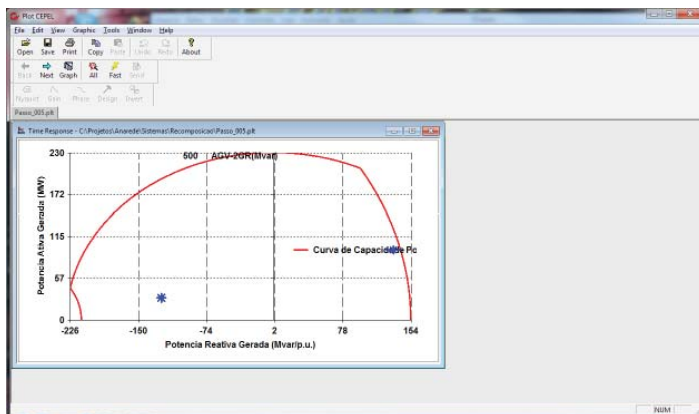 Plot CEPEL
File Edit View Graphic Tools Window Help
Open Save Print Copy Paste Undo Redo About
Back Next Graph All Fast
Nyquist Gain Phase Design Invert
Passo_005.plt
Time Response - C:\Projetos\Anarede\Sistemas\Recomposicao\Passo_005.plt
500 AGV-2GR(Mvar)
Potencia Ativa Gerada (MW)
230
172
115
57
0
Curva de Capacid de Pc
-226 -150 -74 2 78 154
Potencia Reativa Gerada (Mvar/p.u.)
NUM